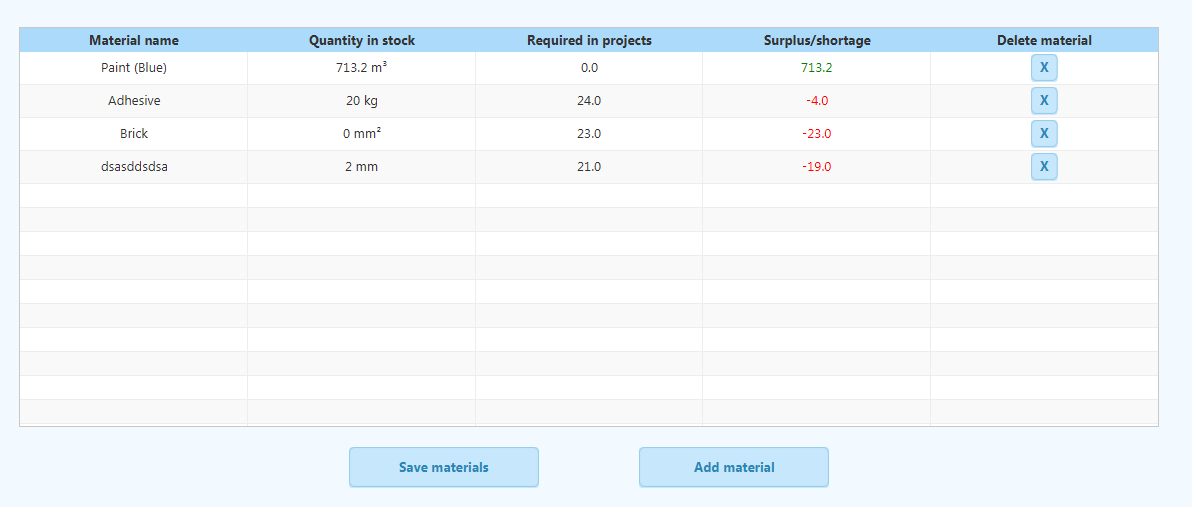 Material name Quantity in stock Required in projects Surplus/shortage Delete material
Paint (Blue) 713.2 m³ 0.0 713.2 X
Adhesive 20 kg 24.0 -4.0 X
Brick 0 mm² 23.0 -23.0 X
dsasddsdsa 2 mm 21.0 -19.0 X
Save materials Add material